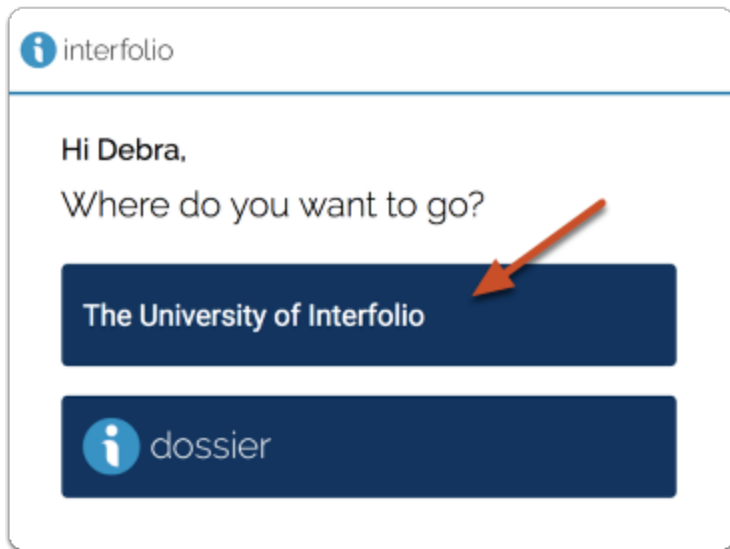 interfolio
Hi Debra,
Where do you want to go?
The University of Interfolio
dossier